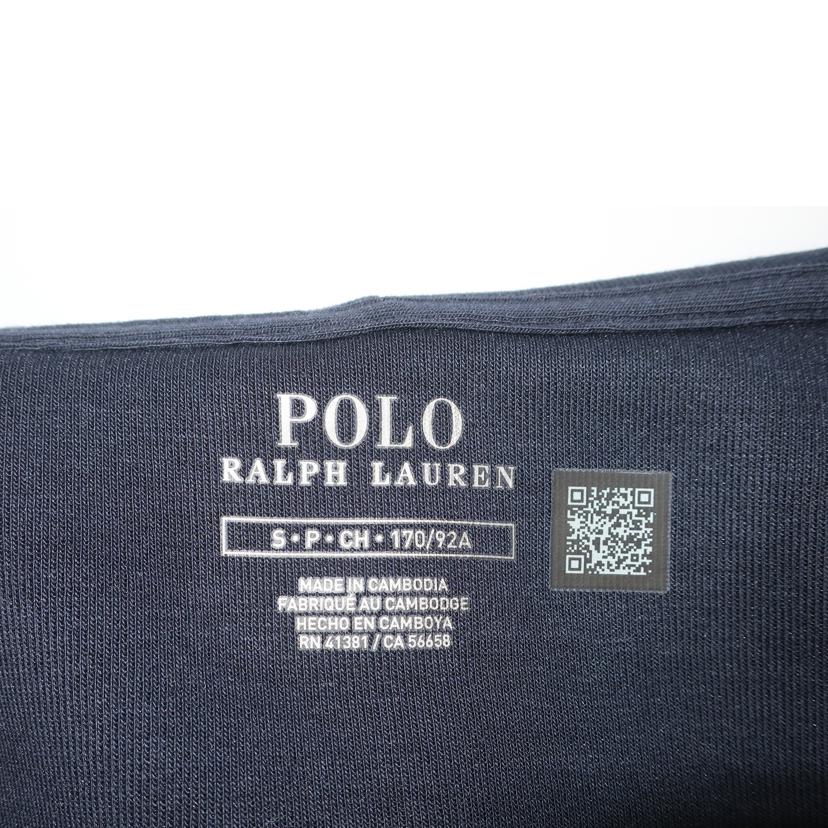 POLO
RALPH LAUREN
S • P • CH • 170/92A
MADE IN CAMBODIA
FABRIQUÉ AU CAMBODGE
HECHO EN CAMBOYA
RN 41381 / CA 56658